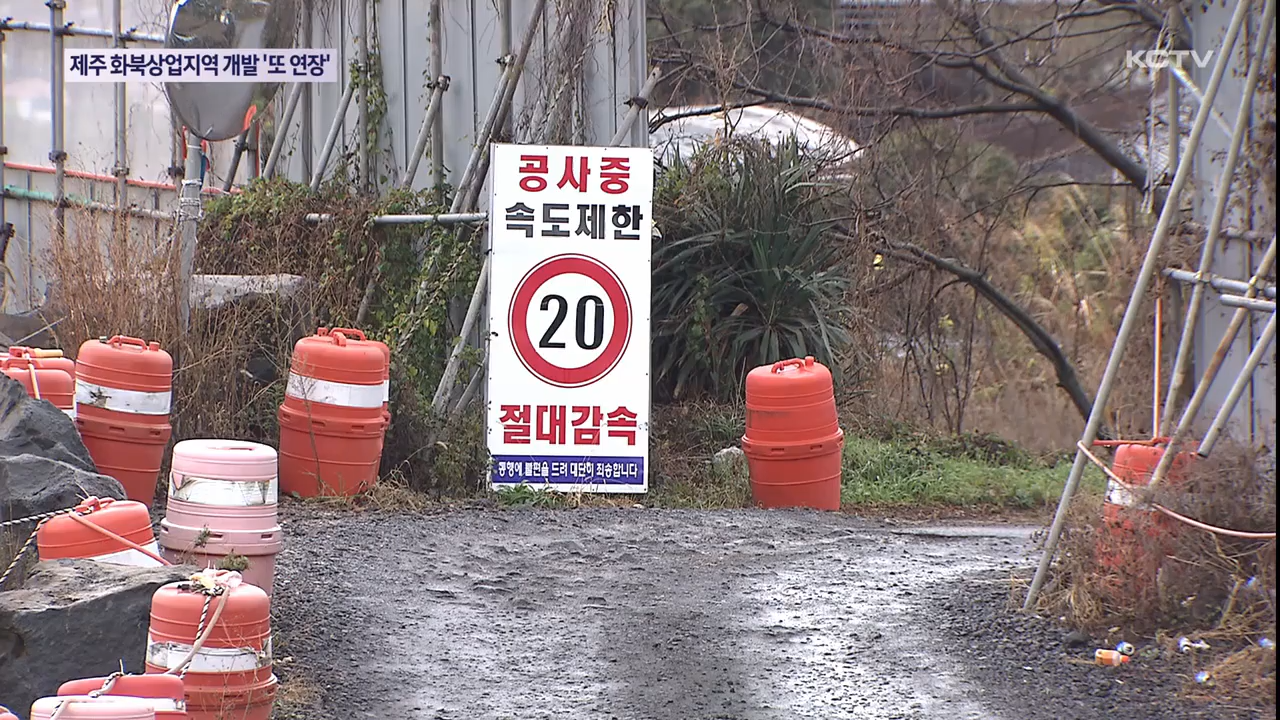 제주 화북상업지역 개발 '또 연장'
KCTV
공사중
속도제한
20
절대감속
통행에 불편을 드려 대단히 죄송합니다